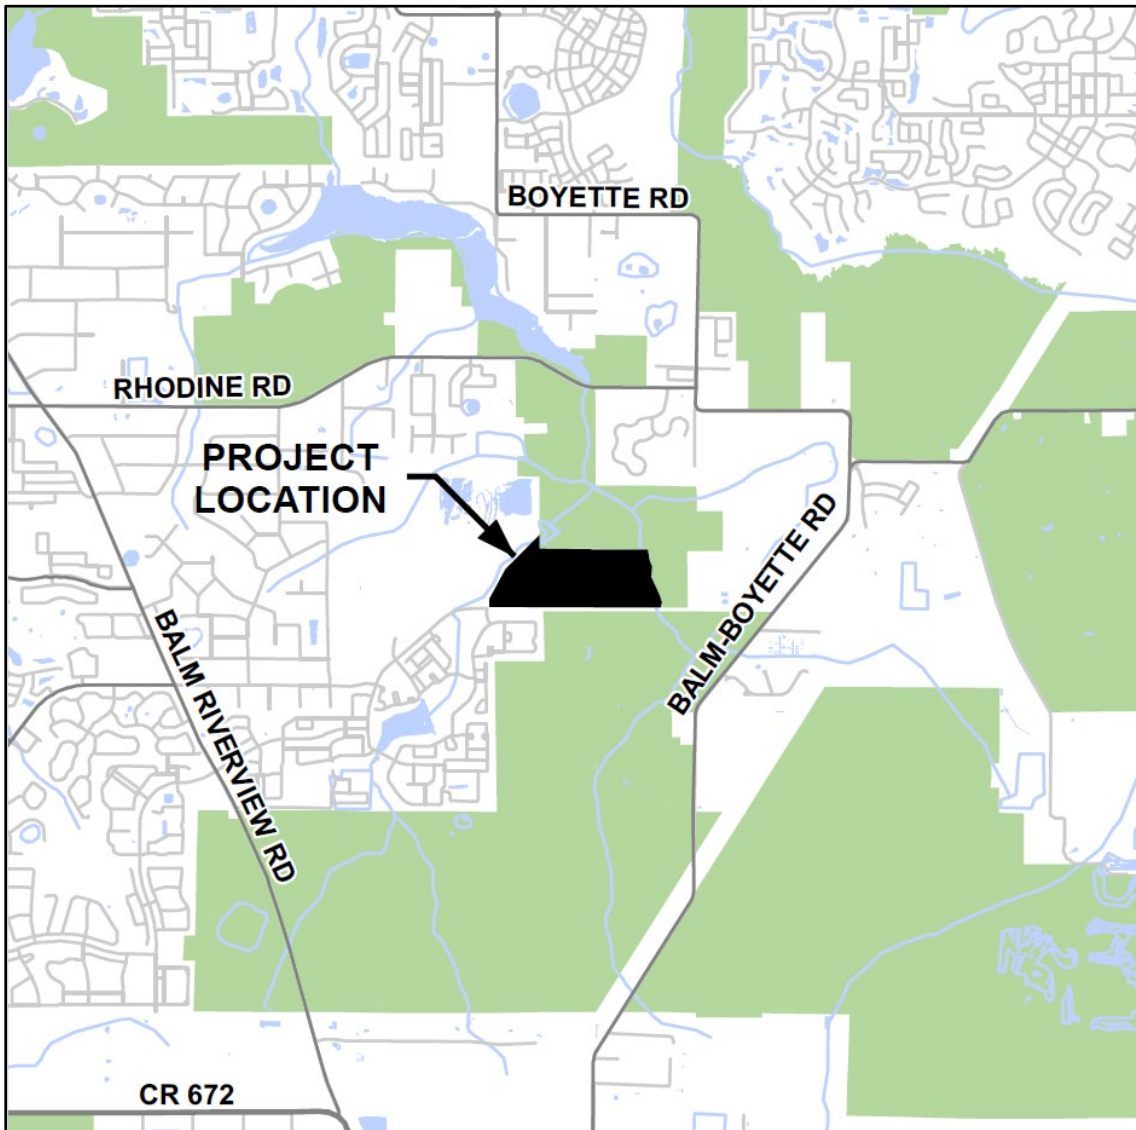 BOYETTE RD
RHODINE RD
PROJECT
LOCATION
BALM-BOYETTE RD
BALM RIVERVIEW RD
CR 672